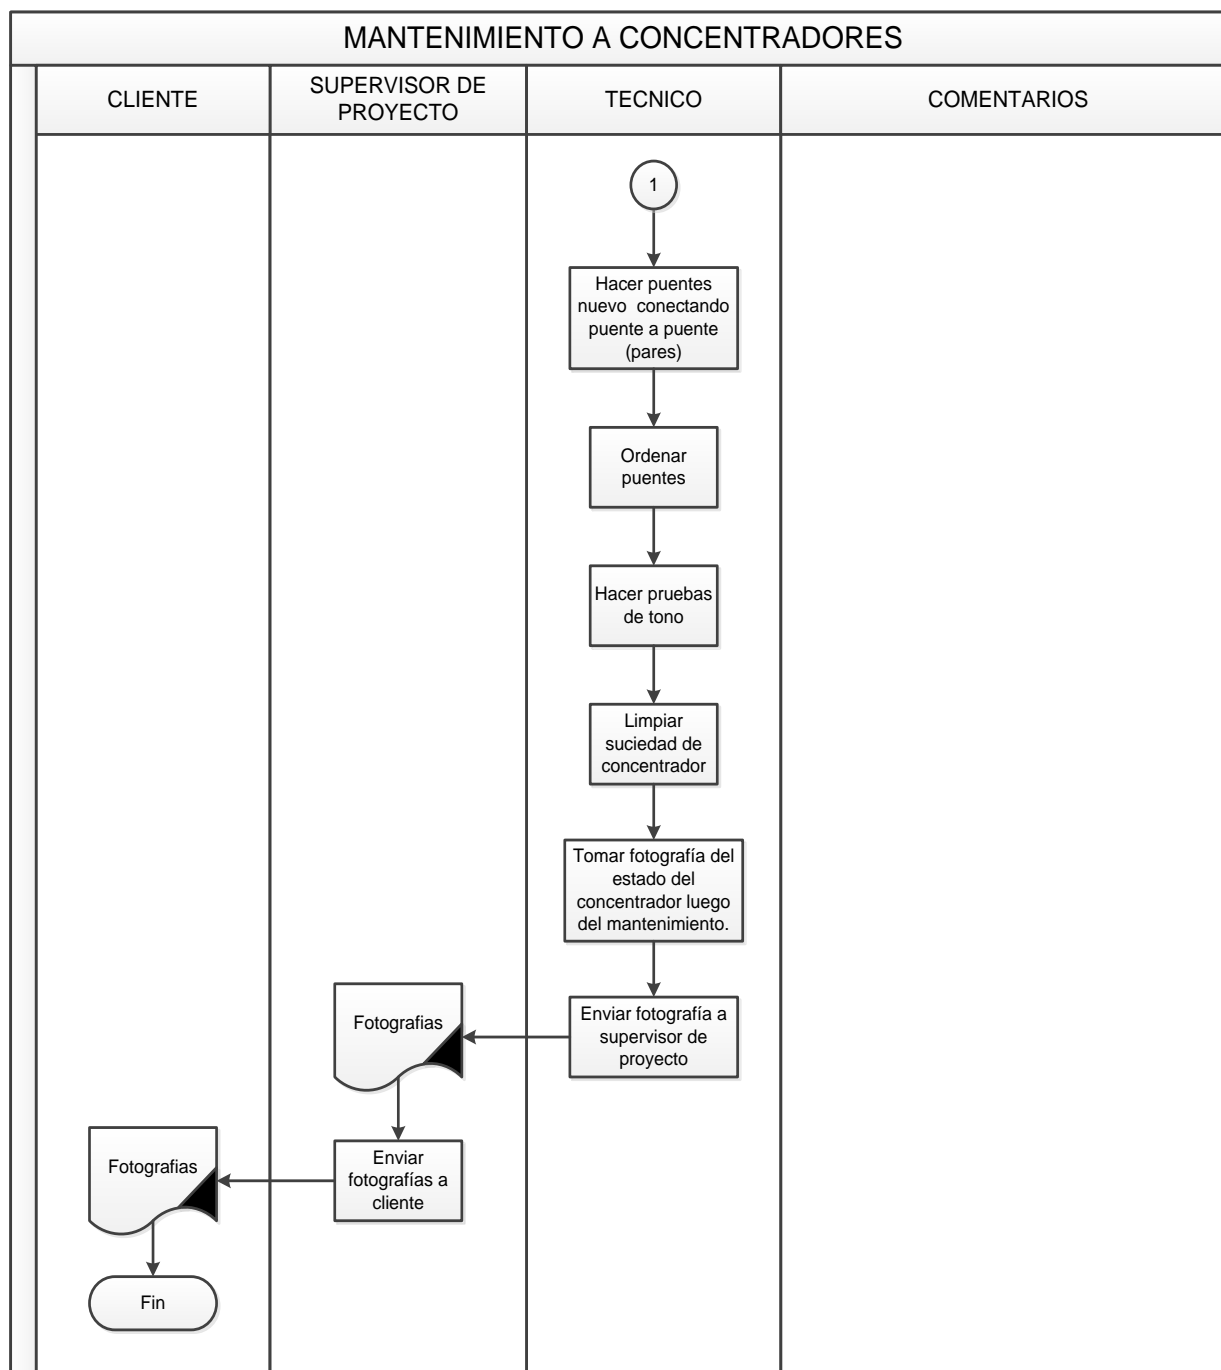 MANTENIMIENTO A CONCENTRADORES
CLIENTE
SUPERVISOR DE
PROYECTO
TECNICO
COMENTARIOS
1
Hacer puentes
nuevo conectando
puente a puente
(pares)
Ordenar
puentes
Hacer pruebas
de tono
Limpiar
suciedad de
concentrador
Tomar fotografía del
estado del
concentrador luego
del mantenimiento.
Enviar fotografía a
supervisor de
proyecto
Fotografias
Enviar
fotografías a
cliente
Fotografias
Fin